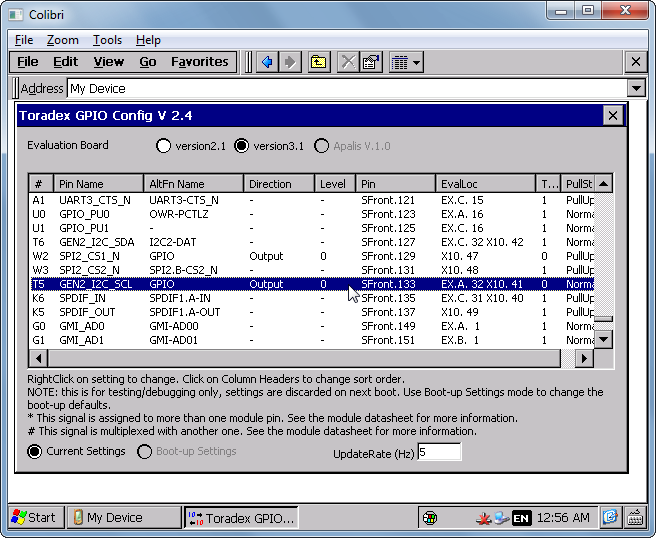 Colibri
File Zoom Tools Help
File Edit View Go Favorites
Address My Device
Toradex GPIO Config V 2.4
Evaluation Board version2.1 version3.1 Apalis V.1.0
# Pin Name AltFn Name Direction Level Pin EvalLoc T... PullSt
A1 UART3_CTS_N UART3-CTS_N - - SFront.121 EX.C. 15 1 PullUp
U0 GPIO_PU0 OWR-PCTLZ - - SFront.123 EX.A. 16 1 Norma
U1 GPIO_PU1 - - - SFront.125 EX.C. 16 1 PullUp
T6 GEN2_I2C_SDA I2C2-DAT - - SFront.127 EX.C. 32 X10. 42 1 Norma
W2 SPI2_CS1_N GPIO Output 0 SFront.129 X10. 47 0 PullUp
W3 SPI2_CS2_N SPI2.B-CS2_N - - SFront.131 X10. 48 1 PullUp
T5 GEN2_I2C_SCL GPIO Output 0 SFront.133 EX.A. 32 X10. 41 0 Norma
K6 SPDIF_IN SPDIF1.A-IN - - SFront.135 EX.C. 31 X10. 40 1 PullUp
K5 SPDIF_OUT SPDIF1.A-OUT - - SFront.137 X10. 49 1 PullUp
G0 GMI_AD0 GMI-AD00 - - SFront.149 EX.A. 1 1 Norma
G1 GMI_AD1 GMI-AD01 - - SFront.151 EX.B. 1 1 Norma
RightClick on setting to change. Click on Column Headers to change sort order.
NOTE: this is for testing/debugging only, settings are discarded on next boot. Use Boot-up Settings mode to change the
boot-up defaults.
* This signal is assigned to more than one module pin. See the module datasheet for more information.
# This signal is multiplexed with another one. See the module datasheet for more information.
Current Settings Boot-up Settings UpdateRate (Hz) 5
Start My Device Toradex GPIO... EN 12:56 AM